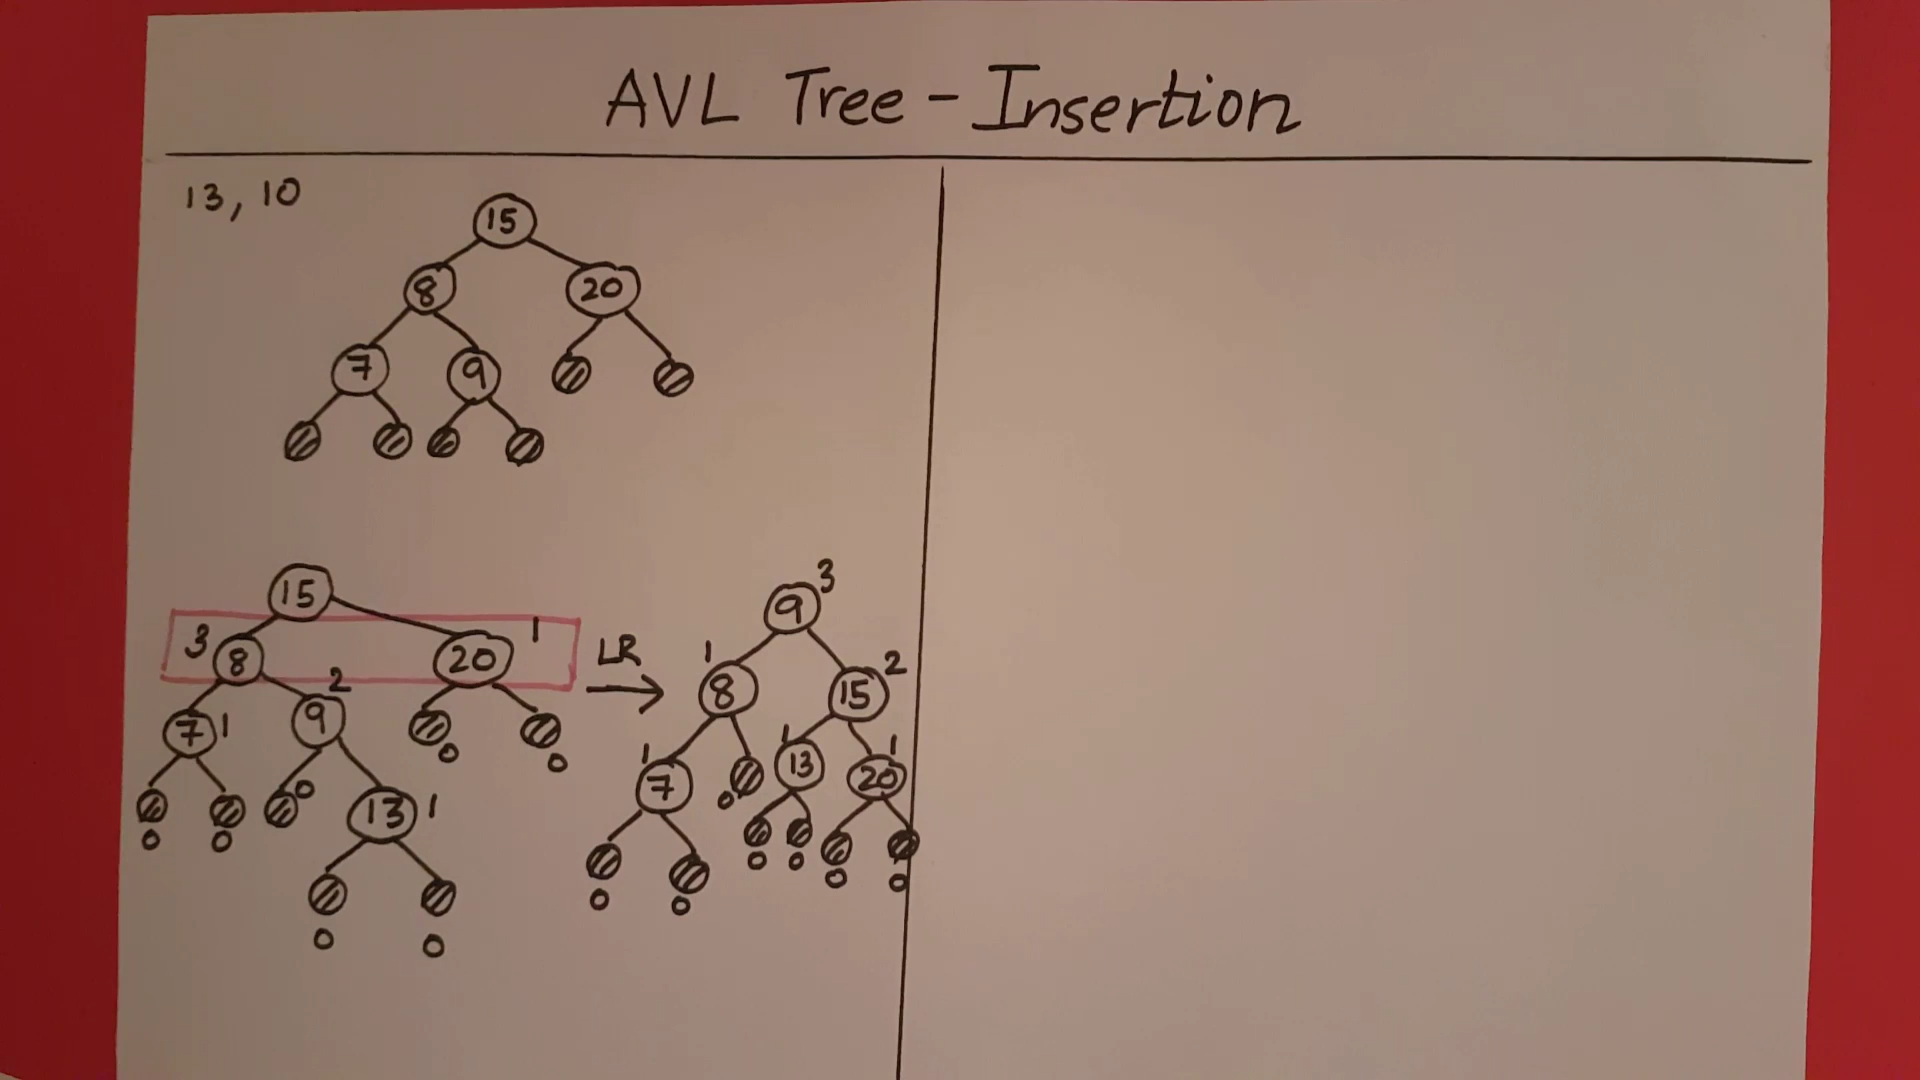 AVL Tree - Insertion
13, 10
15
8 20
7 9
15
3 8 20 1
7 1 9 2
0 0
0
13 1
0 0
0 0
LR
9 3
1 8 15 2
1 7 0 1 13 20 1
0 0 0 0
0 0